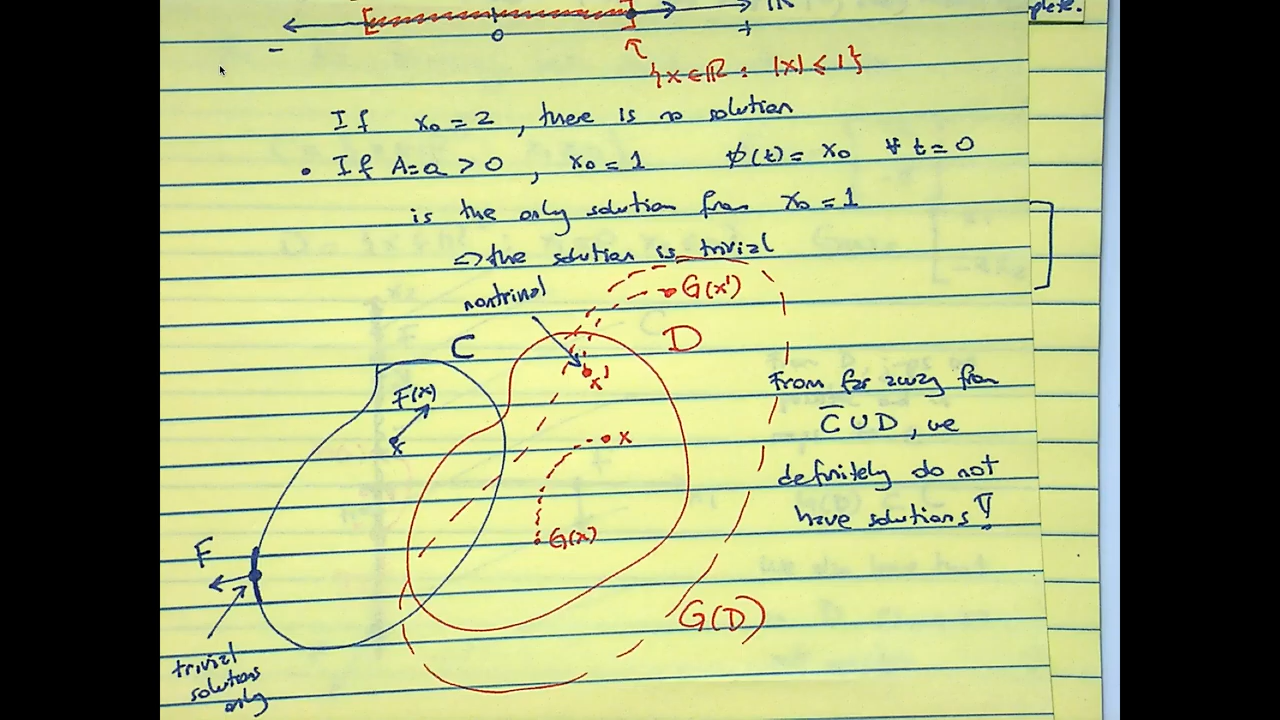 plete.
ℝ
[
-
0
+
{x ∈ ℝ : |x| ≤ 1}
If x₀ = 2, there is no solution
• If A=a > 0, x₀ = 1 φ(t) = x₀ ∀ t = 0
is the only solution from x₀ = 1
⇒ the solution is trivial
nontrivial
G(x')
C
D
x'
F(x)
x
x
G(x)
From far away from
C̅ ∪ D, we
definitely do not
have solutions!
F
G(D)
trivial
solutions
only